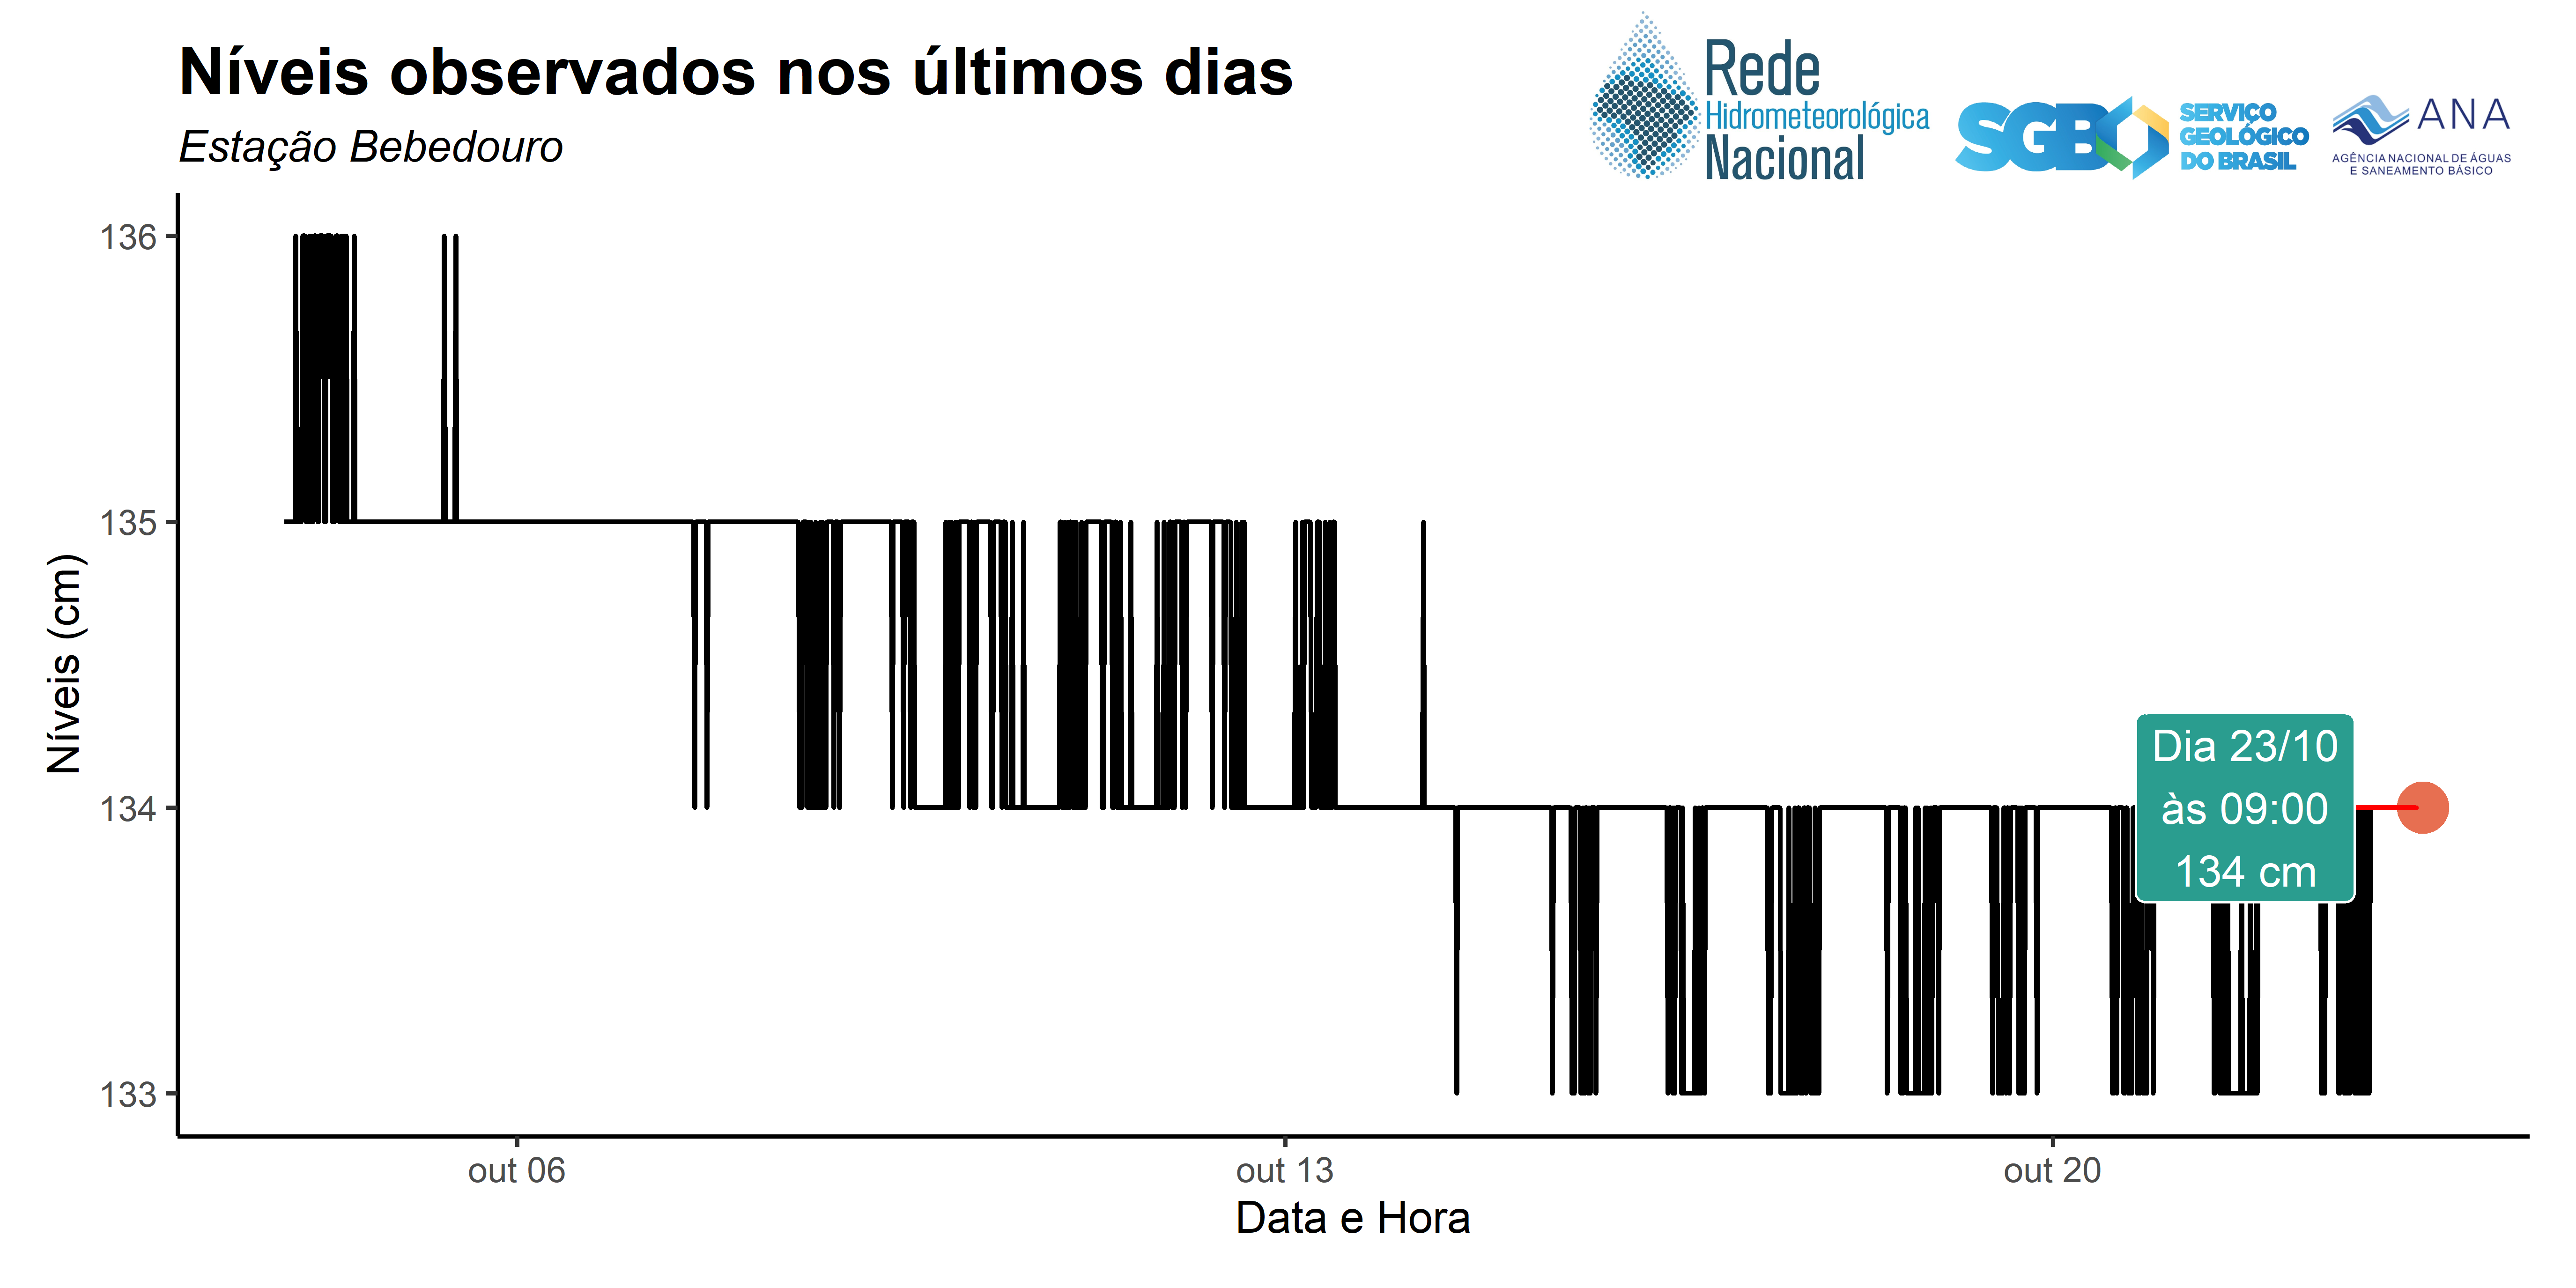 Níveis observados nos últimos dias
Estação Bebedouro
Rede
Hidrometeorológica
Nacional
SGB
SERVIÇO
GEOLÓGICO
DO BRASIL
ANA
AGÊNCIA NACIONAL DE ÁGUAS
E SANEAMENTO BÁSICO
136
135
134
133
Níveis (cm)
Dia 23/10
às 09:00
134 cm
out 06
out 13
out 20
Data e Hora